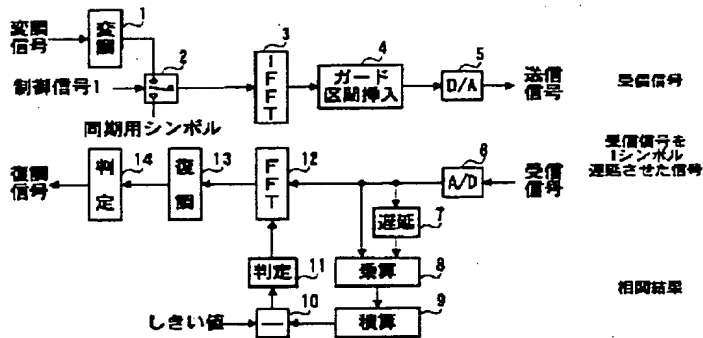 変調
信号
変調
1
制御信号1
2
同期用シンボル
3
IFFT
4
ガード
区間挿入
5
D/A
送信
信号
受信信号
復調
信号
14
判定
13
復調
12
FFT
6
A/D
受信
信号
受信信号を
1シンボル
遅延させた信号
遅延
7
判定
11
乗算
8
しきい値
10
—
積算
9
相関結果